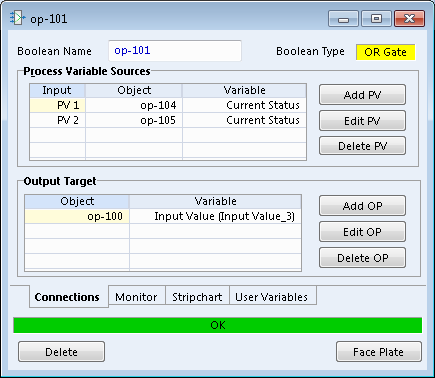 op-101
Boolean Name op-101 Boolean Type OR Gate
Process Variable Sources
Input Object Variable
PV 1 op-104 Current Status
PV 2 op-105 Current Status
Add PV
Edit PV
Delete PV
Output Target
Object Variable
op-100 Input Value (Input Value_3)
Add OP
Edit OP
Delete OP
Connections Monitor Stripchart User Variables
OK
Delete Face Plate